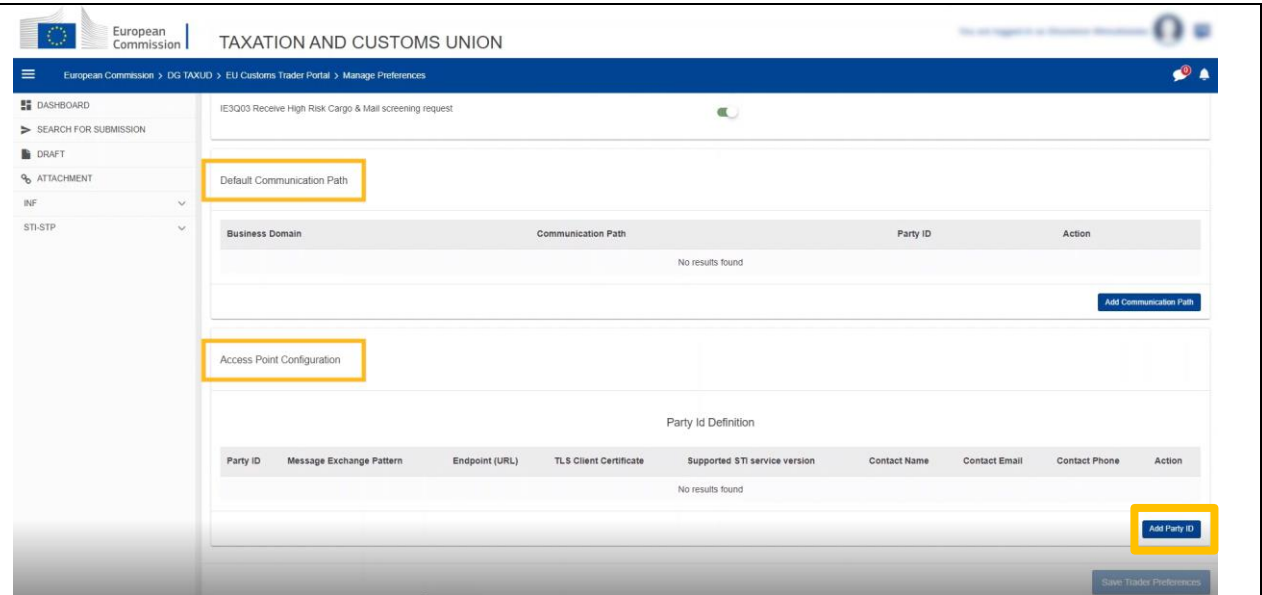 European
Commission
TAXATION AND CUSTOMS UNION
European Commission > DG TAXUD > EU Customs Trader Portal > Manage Preferences
0
DASHBOARD
IE3Q03 Receive High Risk Cargo & Mail screening request
SEARCH FOR SUBMISSION
DRAFT
ATTACHMENT
Default Communication Path
INF
STI-STP
Business Domain Communication Path Party ID Action
No results found
Add Communication Path
Access Point Configuration
Party Id Definition
Party ID Message Exchange Pattern Endpoint (URL) TLS Client Certificate Supported STI service version Contact Name Contact Email Contact Phone Action
No results found
Add Party ID
Save Trader Preferences